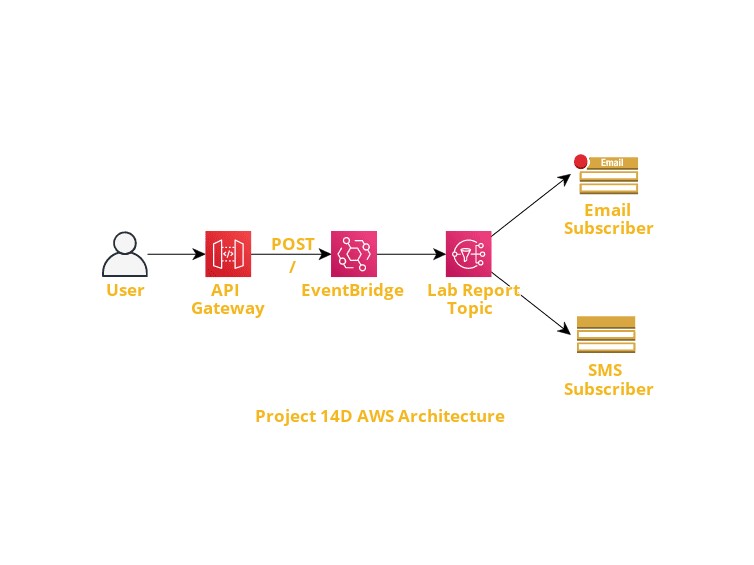 Email
Email
Subscriber
POST
/
User
API
Gateway
EventBridge
Lab Report
Topic
SMS
Subscriber
Project 14D AWS Architecture